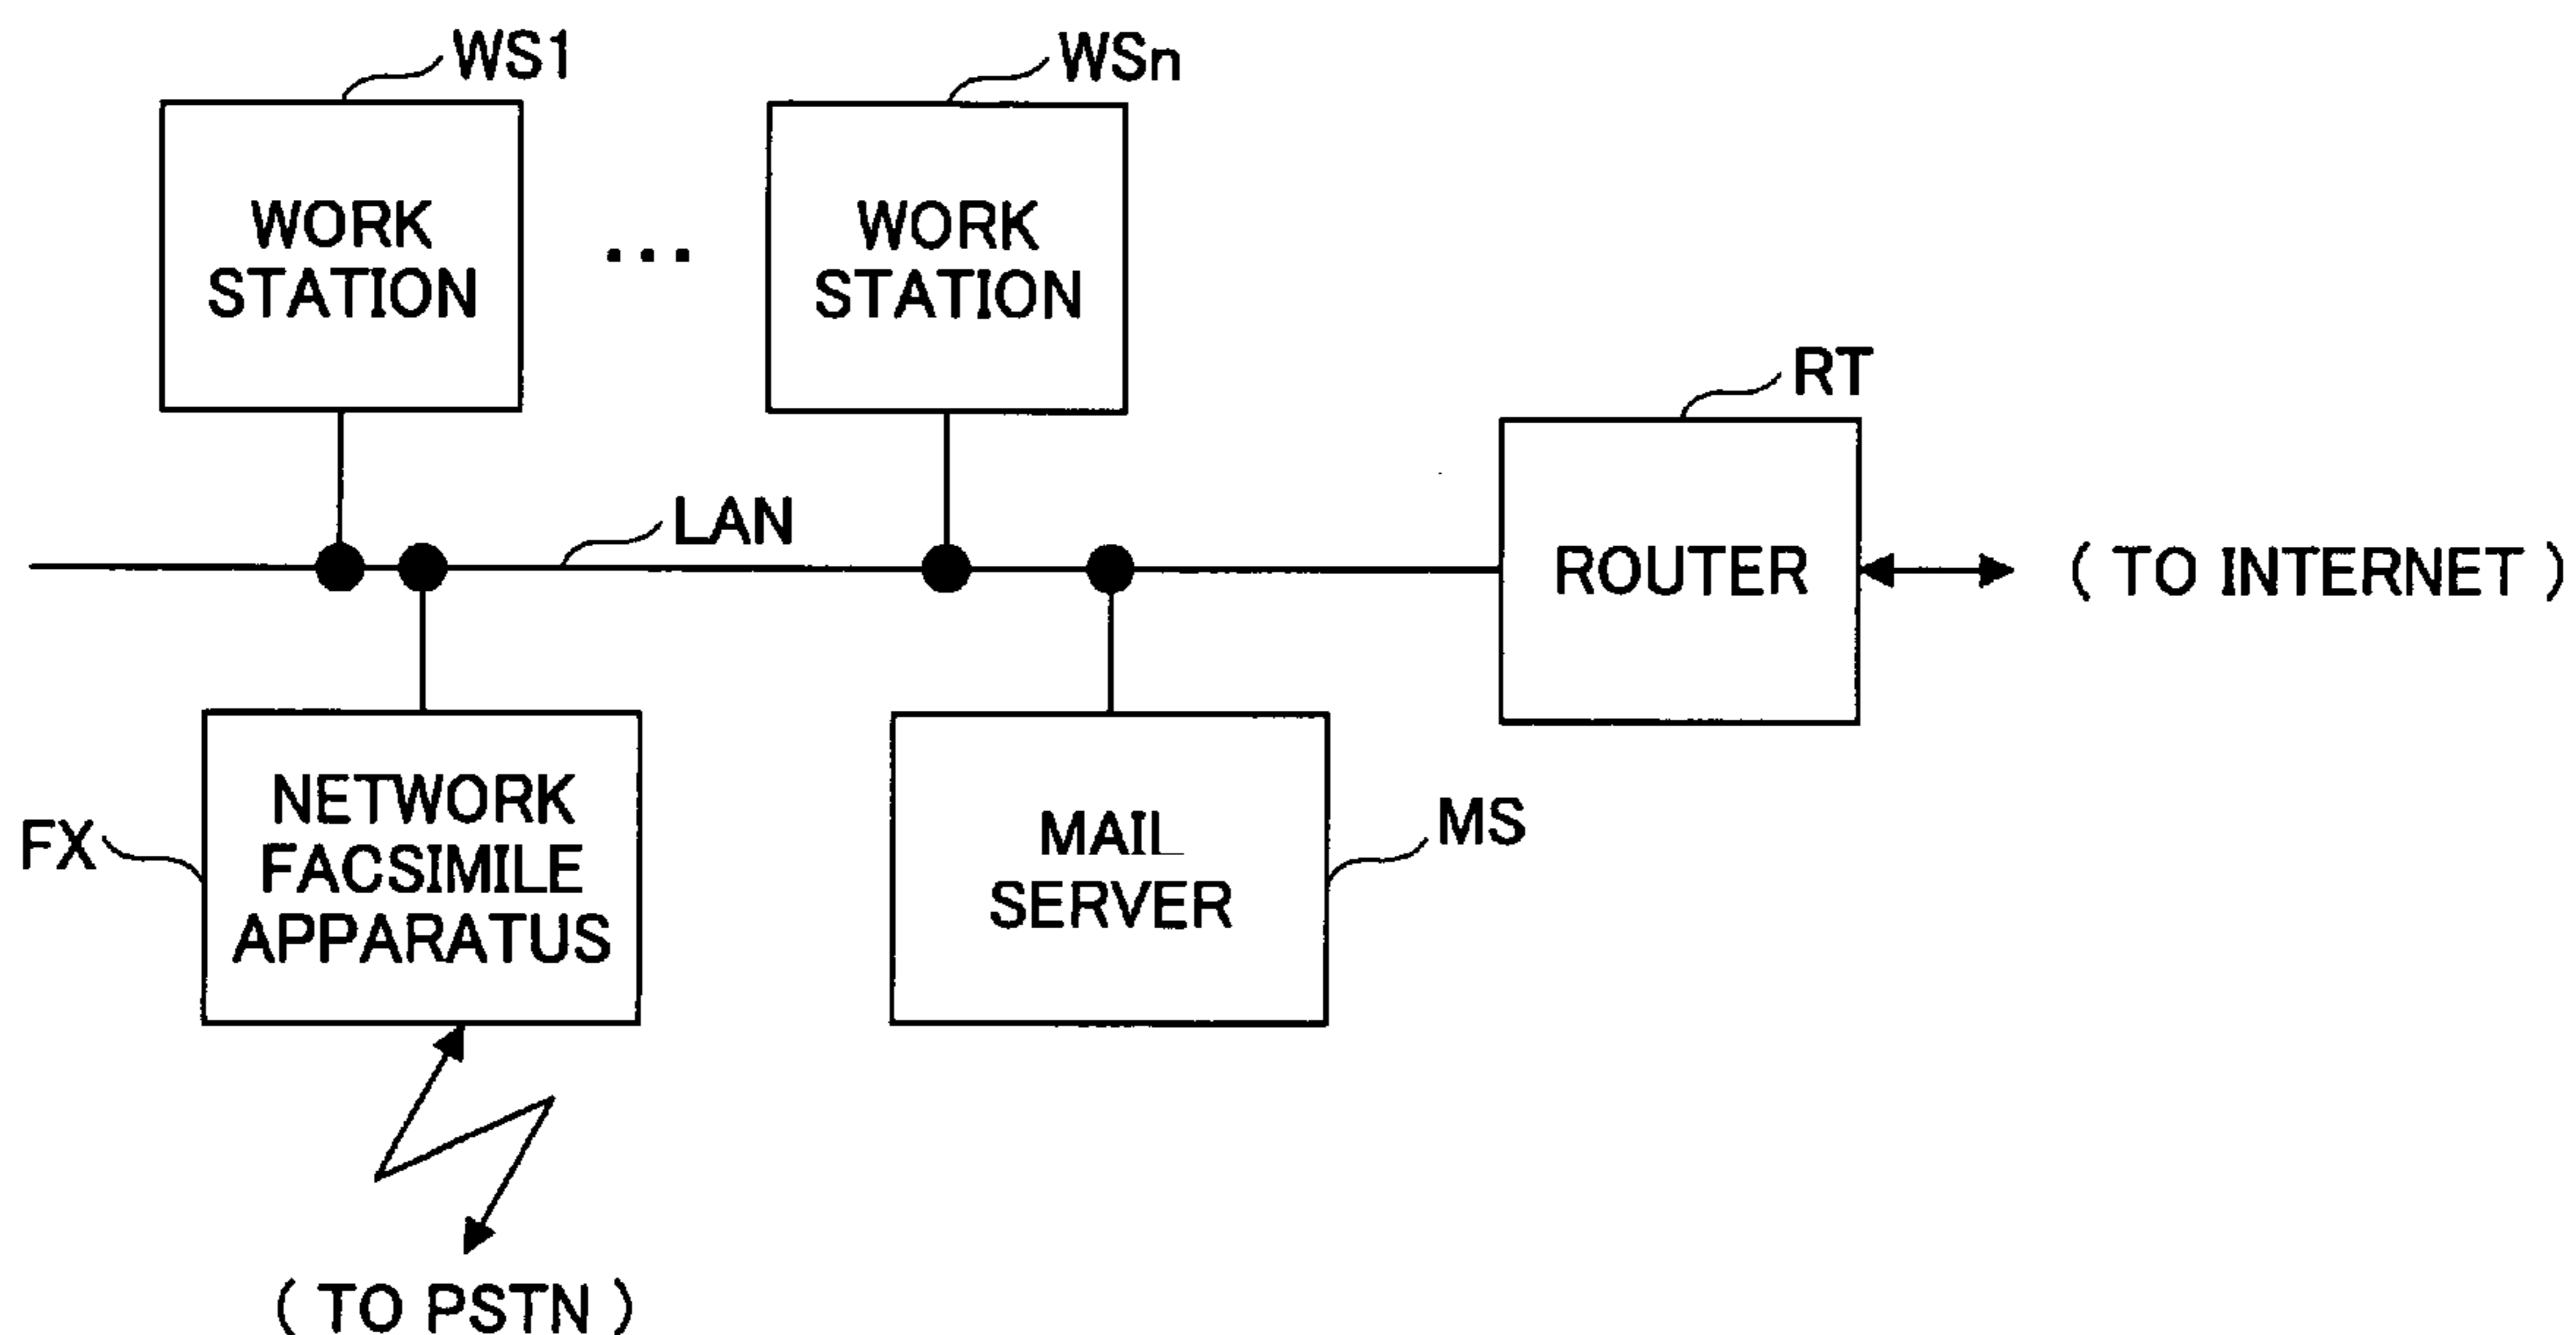 WS1
WSn
WORK
STATION
...
WORK
STATION
RT
LAN
ROUTER
( TO INTERNET )
FX
NETWORK
FACSIMILE
APPARATUS
MAIL
SERVER
MS
( TO PSTN )